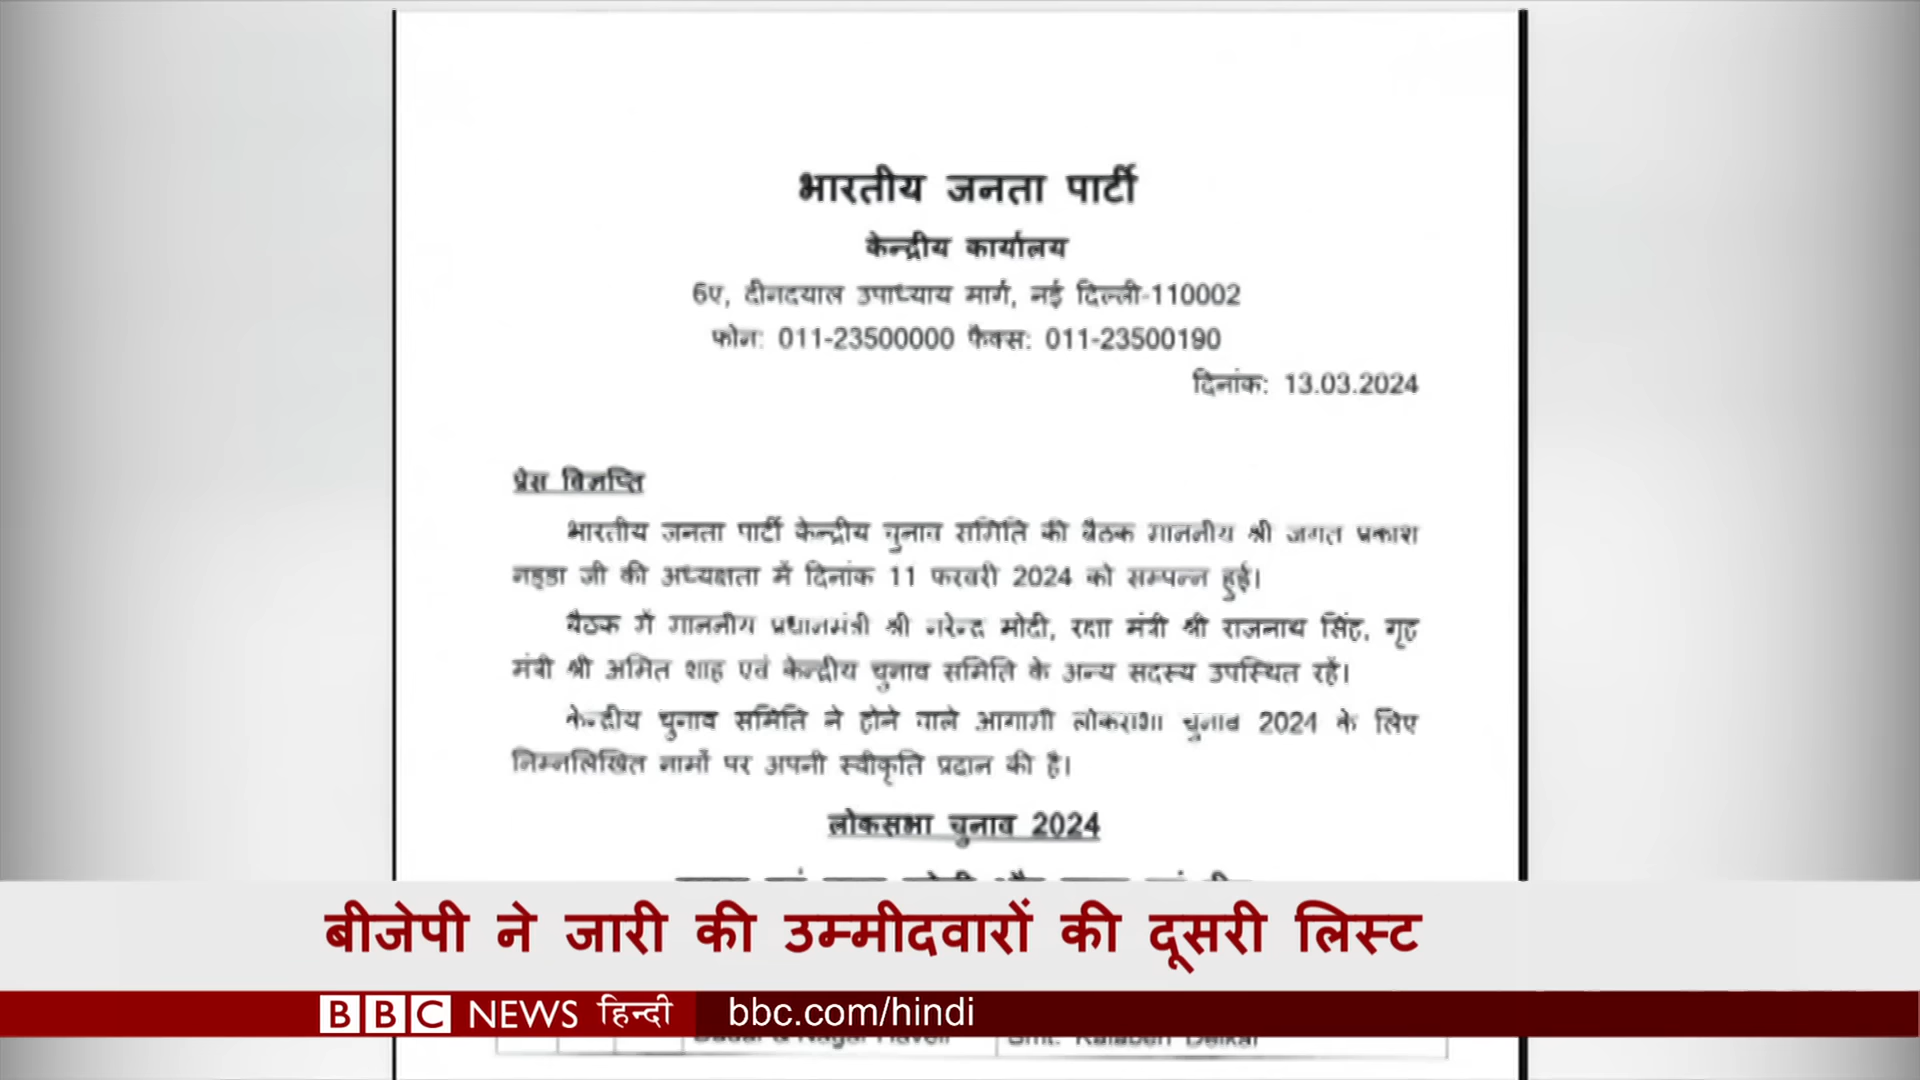 भारतीय जनता पार्टी
केन्द्रीय कार्यालय
6ए, दीनदयाल उपाध्याय मार्ग, नई दिल्ली-110002
फोन: 011-23500000 फैक्स: 011-23500190
दिनांक: 13.03.2024
प्रेस विज्ञप्ति
भारतीय जनता पार्टी केन्द्रीय चुनाव समिति की बैठक माननीय श्री जगत प्रकाश
नड्डा जी की अध्यक्षता में दिनांक 11 फरवरी 2024 को सम्पन्न हुई।
बैठक में माननीय प्रधानमंत्री श्री नरेन्द्र मोदी, रक्षा मंत्री श्री राजनाथ सिंह, गृह
मंत्री श्री अमित शाह एवं केन्द्रीय चुनाव समिति के अन्य सदस्य उपस्थित रहें।
केन्द्रीय चुनाव समिति ने होने वाले आगामी लोकसभा चुनाव 2024 के लिए
निम्नलिखित नामों पर अपनी स्वीकृति प्रदान की है।
लोकसभा चुनाव 2024
बीजेपी ने जारी की उम्मीदवारों की दूसरी लिस्ट
BBC NEWS हिन्दी bbc.com/hindi